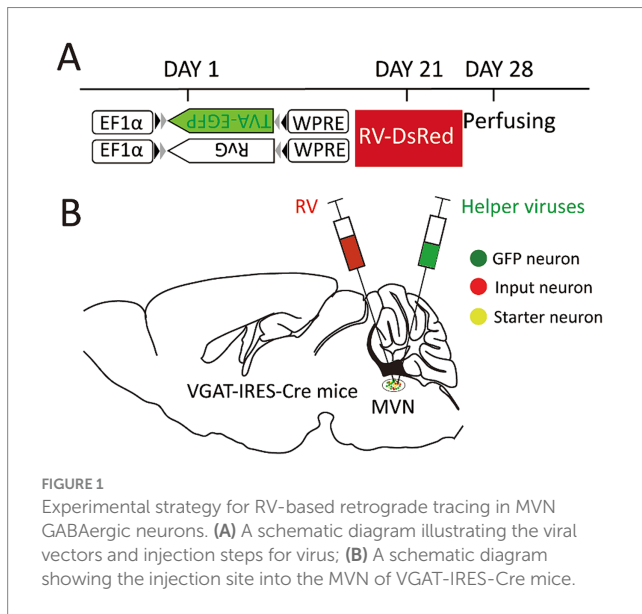 A
DAY 1 DAY 21 DAY 28
EF1α TVA-EGFP WPRE RV-DsRed Perfusing
EF1α RvG WPRE
B
RV Helper viruses
GFP neuron
Input neuron
Starter neuron
VGAT-IRES-Cre mice MVN
FIGURE 1
Experimental strategy for RV-based retrograde tracing in MVN
GABAergic neurons. (A) A schematic diagram illustrating the viral
vectors and injection steps for virus; (B) A schematic diagram
showing the injection site into the MVN of VGAT-IRES-Cre mice.